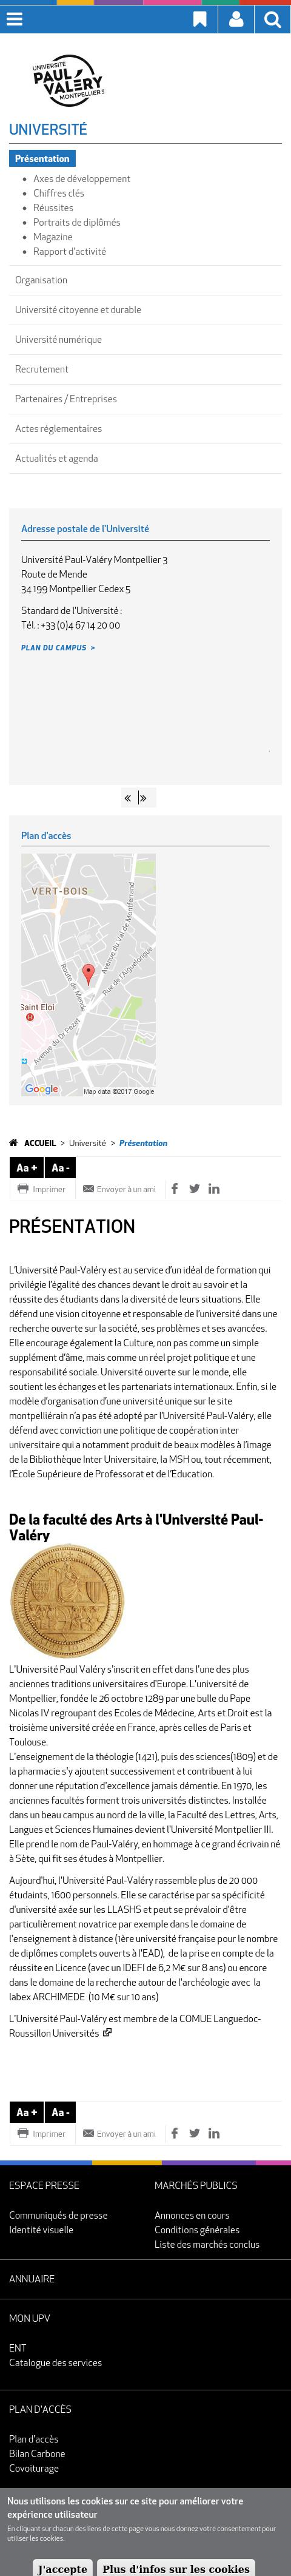 UNIVERSITÉ
PAUL
VALÉRY
MONTPELLIER 3
UNIVERSITÉ
Présentation
Axes de développement
Chiffres clés
Réussites
Portraits de diplômés
Magazine
Rapport d'activité
Organisation
Université citoyenne et durable
Université numérique
Recrutement
Partenaires / Entreprises
Actes réglementaires
Actualités et agenda
Adresse postale de l'Université
Université Paul-Valéry Montpellier 3
Route de Mende
34 199 Montpellier Cedex 5
Standard de l'Université :
Tél. : +33 (0)4 67 14 20 00
PLAN DU CAMPUS >
« | »
Plan d'accès
VERT-BOIS
Avenue du Val de Montferrand
Route de Mende
Rue de l'Aiguelongue
Saint Eloi
H
Avenue du Dr Pezet
Google
Map data ©2017 Google
ACCUEIL > Université > Présentation
Aa + Aa -
Imprimer Envoyer à un ami
PRÉSENTATION
L'Université Paul-Valéry est au service d'un idéal de formation qui
privilégie l'égalité des chances devant le droit au savoir et la
réussite des étudiants dans la diversité de leurs situations. Elle
défend une vision citoyenne et responsable de l'université dans une
recherche ouverte sur la société, ses problèmes et ses avancées.
Elle encourage également la Culture, non pas comme un simple
supplément d'âme, mais comme un réel projet politique et une
responsabilité sociale. Université ouverte sur le monde, elle
soutient les échanges et les partenariats internationaux. Enfin, si le
modèle d'organisation d'une université unique sur le site
montpelliérain n'a pas été adopté par l'Université Paul-Valéry, elle
défend avec conviction une politique de coopération inter
universitaire qui a notamment produit de beaux modèles à l'image
de la Bibliothèque Inter Universitaire, la MSH ou, tout récemment,
l'École Supérieure de Professorat et de l'Éducation.
De la faculté des Arts à l'Université Paul-
Valéry
L'Université Paul Valéry s'inscrit en effet dans l'une des plus
anciennes traditions universitaires d'Europe. L'université de
Montpellier, fondée le 26 octobre 1289 par une bulle du Pape
Nicolas IV regroupant des Ecoles de Médecine, Arts et Droit est la
troisième université créée en France, après celles de Paris et
Toulouse.
L'enseignement de la théologie (1421), puis des sciences(1809) et de
la pharmacie s'y ajoutent successivement et contribuent à lui
donner une réputation d'excellence jamais démentie. En 1970, les
anciennes facultés forment trois universités distinctes. Installée
dans un beau campus au nord de la ville, la Faculté des Lettres, Arts,
Langues et Sciences Humaines devient l'Université Montpellier III.
Elle prend le nom de Paul-Valéry, en hommage à ce grand écrivain né
à Sète, qui fit ses études à Montpellier.
Aujourd'hui, l'Université Paul-Valéry rassemble plus de 20 000
étudaints, 1600 personnels. Elle se caractérise par sa spécificité
d'université axée sur les LLASHS et peut se prévaloir d'être
particulièrement novatrice par exemple dans le domaine de
l'enseignement à distance (1ère université française pour le nombre
de diplômes complets ouverts à l'EAD), de la prise en compte de la
réussite en Licence (avec un IDEFI de 6,2 M€ sur 8 ans) ou encore
dans le domaine de la recherche autour de l'archéologie avec la
labex ARCHIMEDE (10 M€ sur 10 ans)
L'Université Paul-Valéry est membre de la COMUE Languedoc-
Roussillon Universités
Aa + Aa -
Imprimer Envoyer à un ami
ESPACE PRESSE
Communiqués de presse
Identité visuelle
MARCHÉS PUBLICS
Annonces en cours
Conditions générales
Liste des marchés conclus
ANNUAIRE
MON UPV
ENT
Catalogue des services
PLAN D'ACCÈS
Plan d'accès
Bilan Carbone
Covoiturage
Nous utilisons les cookies sur ce site pour améliorer votre
expérience utilisateur
En cliquant sur chacun des liens de cette page vous nous donnez votre consentement pour
utiliser les cookies.
J'accepte Plus d'infos sur les cookies